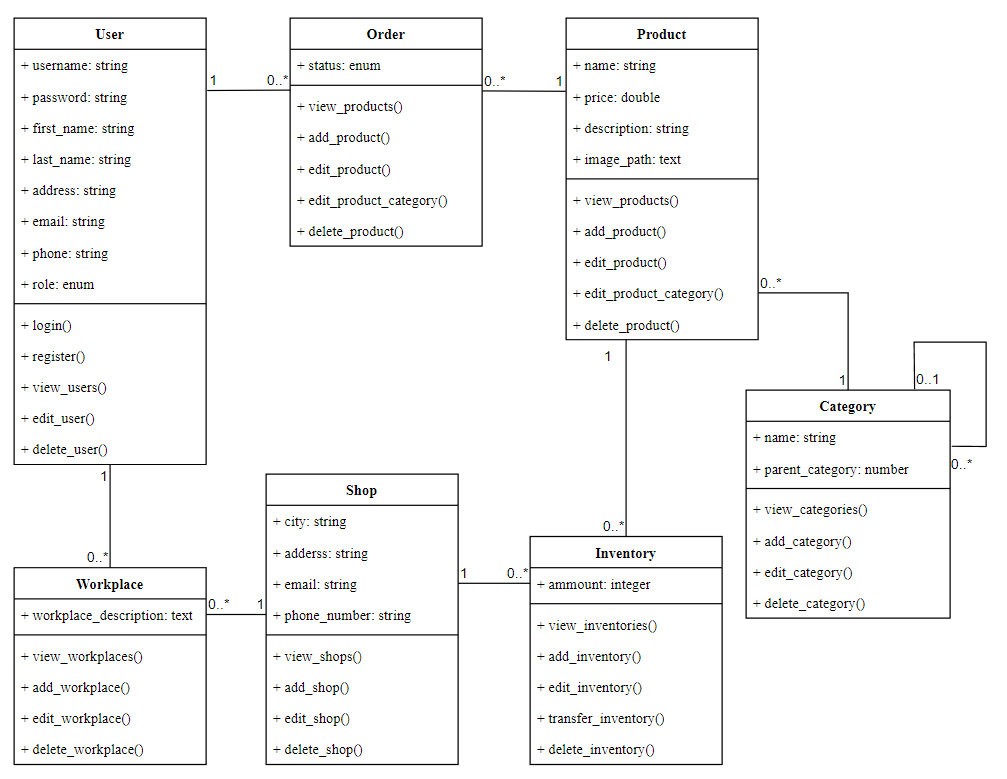 User
+ username: string
+ password: string
+ first_name: string
+ last_name: string
+ address: string
+ email: string
+ phone: string
+ role: enum
+ login()
+ register()
+ view_users()
+ edit_user()
+ delete_user()
1
0..*
Order
+ status: enum
+ view_products()
+ add_product()
+ edit_product()
+ edit_product_category()
+ delete_product()
0..*
1
Product
+ name: string
+ price: double
+ description: string
+ image_path: text
+ view_products()
+ add_product()
+ edit_product()
+ edit_product_category()
+ delete_product()
0..*
1
1
0..*
0..1
0..*
Category
+ name: string
+ parent_category: number
+ view_categories()
+ add_category()
+ edit_category()
+ delete_category()
1
0..*
Workplace
+ workplace_description: text
+ view_workplaces()
+ add_workplace()
+ edit_workplace()
+ delete_workplace()
0..*
1
Shop
+ city: string
+ adderss: string
+ email: string
+ phone_number: string
+ view_shops()
+ add_shop()
+ edit_shop()
+ delete_shop()
1
0..*
Inventory
+ ammount: integer
+ view_inventories()
+ add_inventory()
+ edit_inventory()
+ transfer_inventory()
+ delete_inventory()